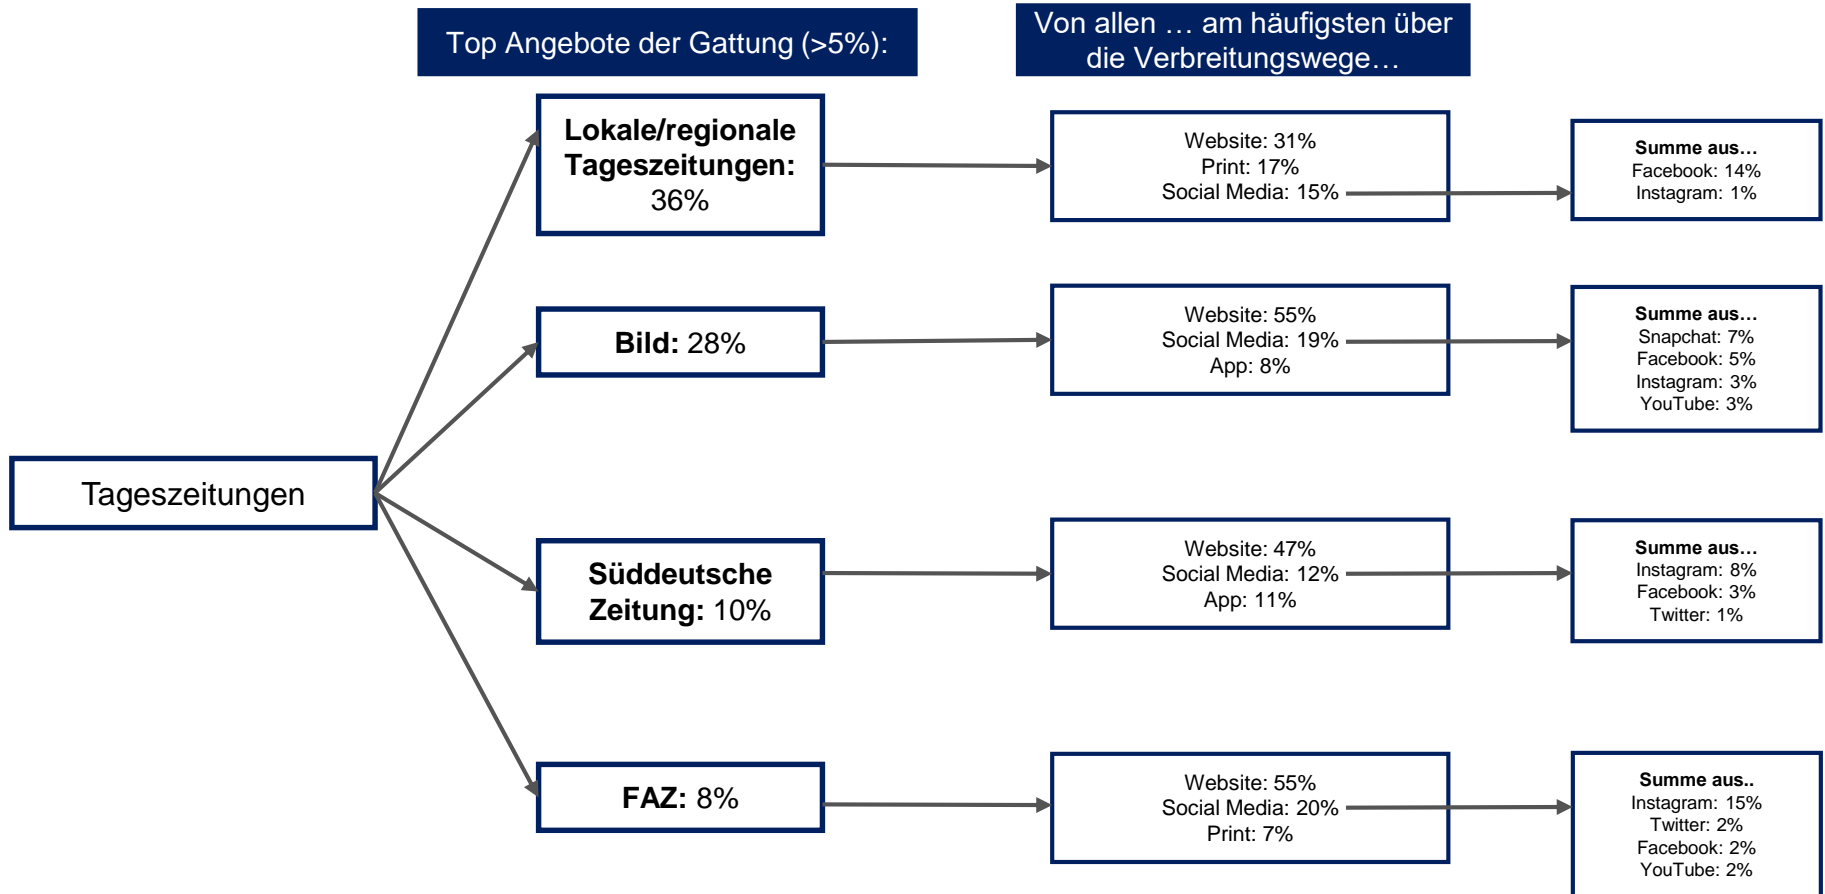 Top Angebote der Gattung (>5%):
Von allen … am häufigsten über
die Verbreitungswege…
Tageszeitungen
Lokale/regionale
Tageszeitungen:
36%
Website: 31%
Print: 17%
Social Media: 15%
Summe aus…
Facebook: 14%
Instagram: 1%
Bild: 28%
Website: 55%
Social Media: 19%
App: 8%
Summe aus…
Snapchat: 7%
Facebook: 5%
Instagram: 3%
YouTube: 3%
Süddeutsche
Zeitung: 10%
Website: 47%
Social Media: 12%
App: 11%
Summe aus…
Instagram: 8%
Facebook: 3%
Twitter: 1%
FAZ: 8%
Website: 55%
Social Media: 20%
Print: 7%
Summe aus..
Instagram: 15%
Twitter: 2%
Facebook: 2%
YouTube: 2%